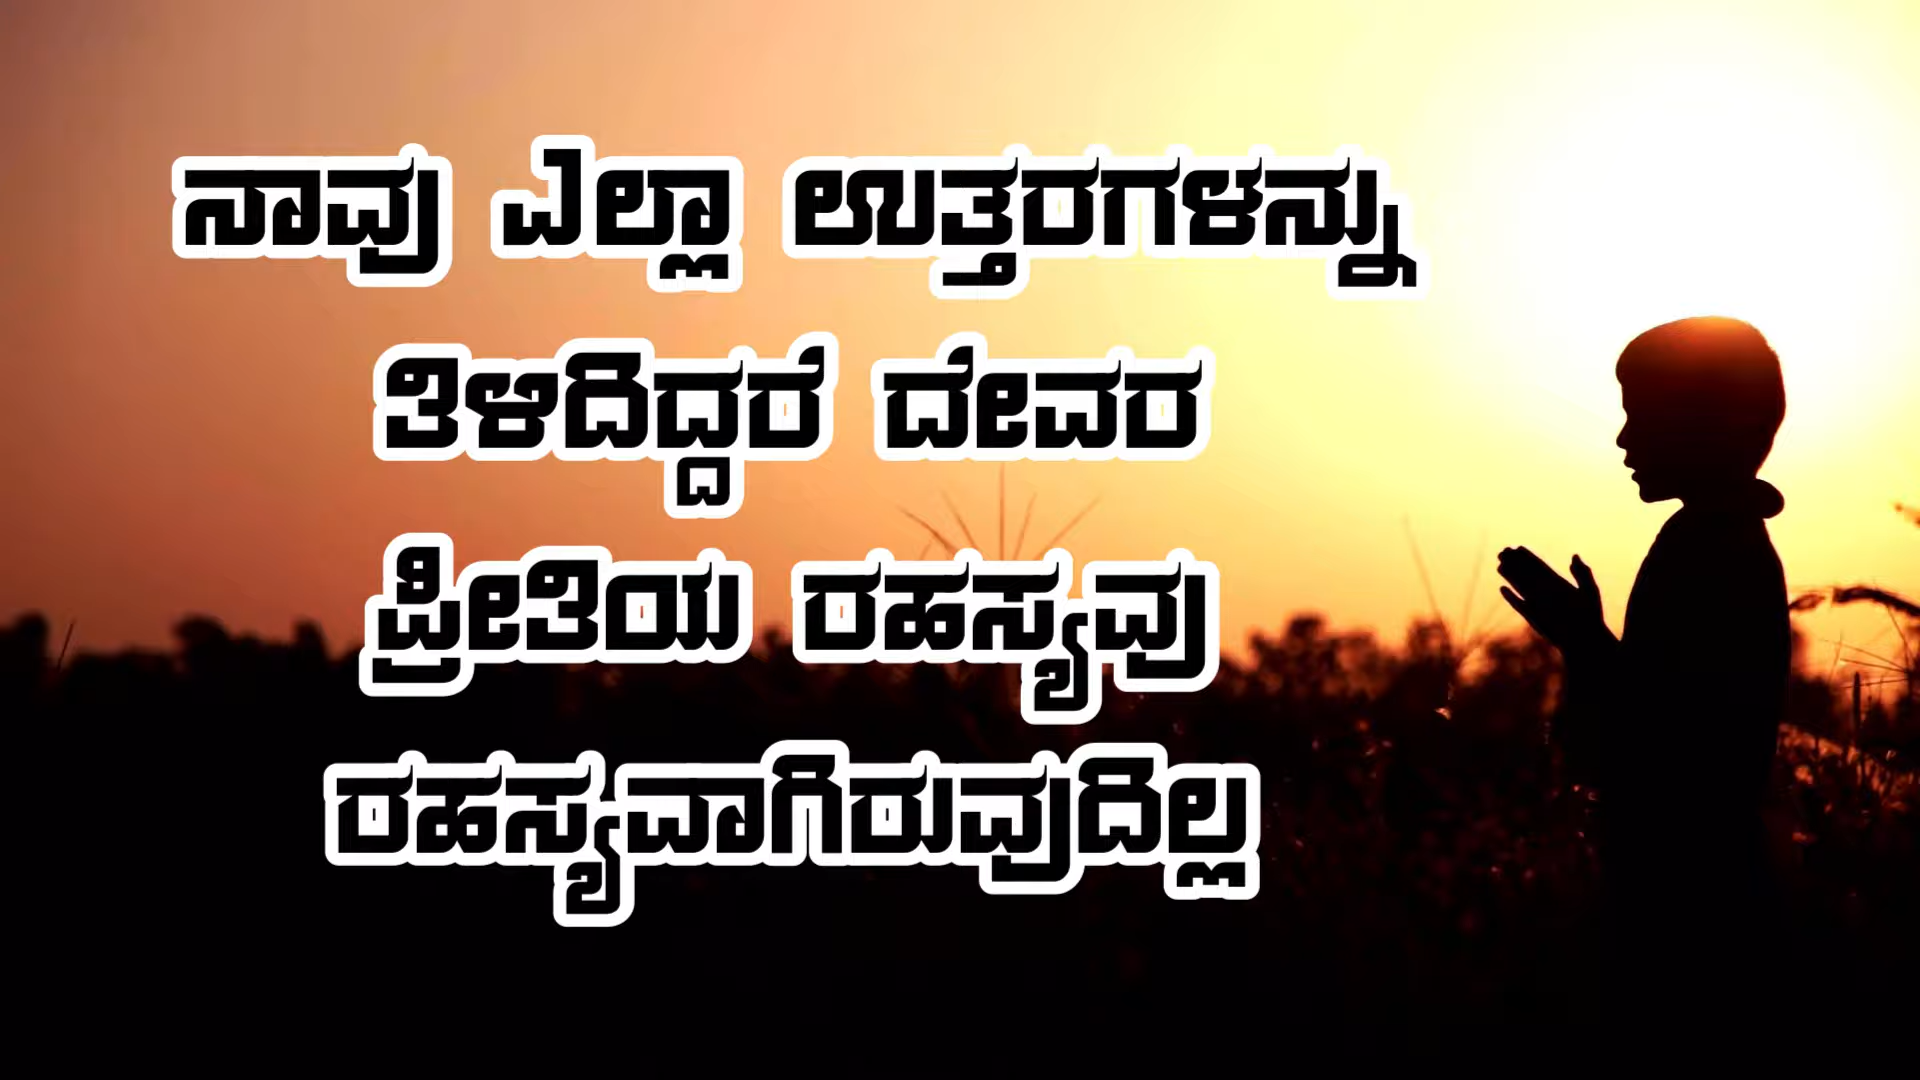 ನಾವು ಎಲ್ಲಾ ಉತ್ತರಗಳನ್ನು
ತಿಳಿದಿದ್ದರೆ ದೇವರ
ಪ್ರೀತಿಯ ರಹಸ್ಯವು
ರಹಸ್ಯವಾಗಿರುವುದಿಲ್ಲ